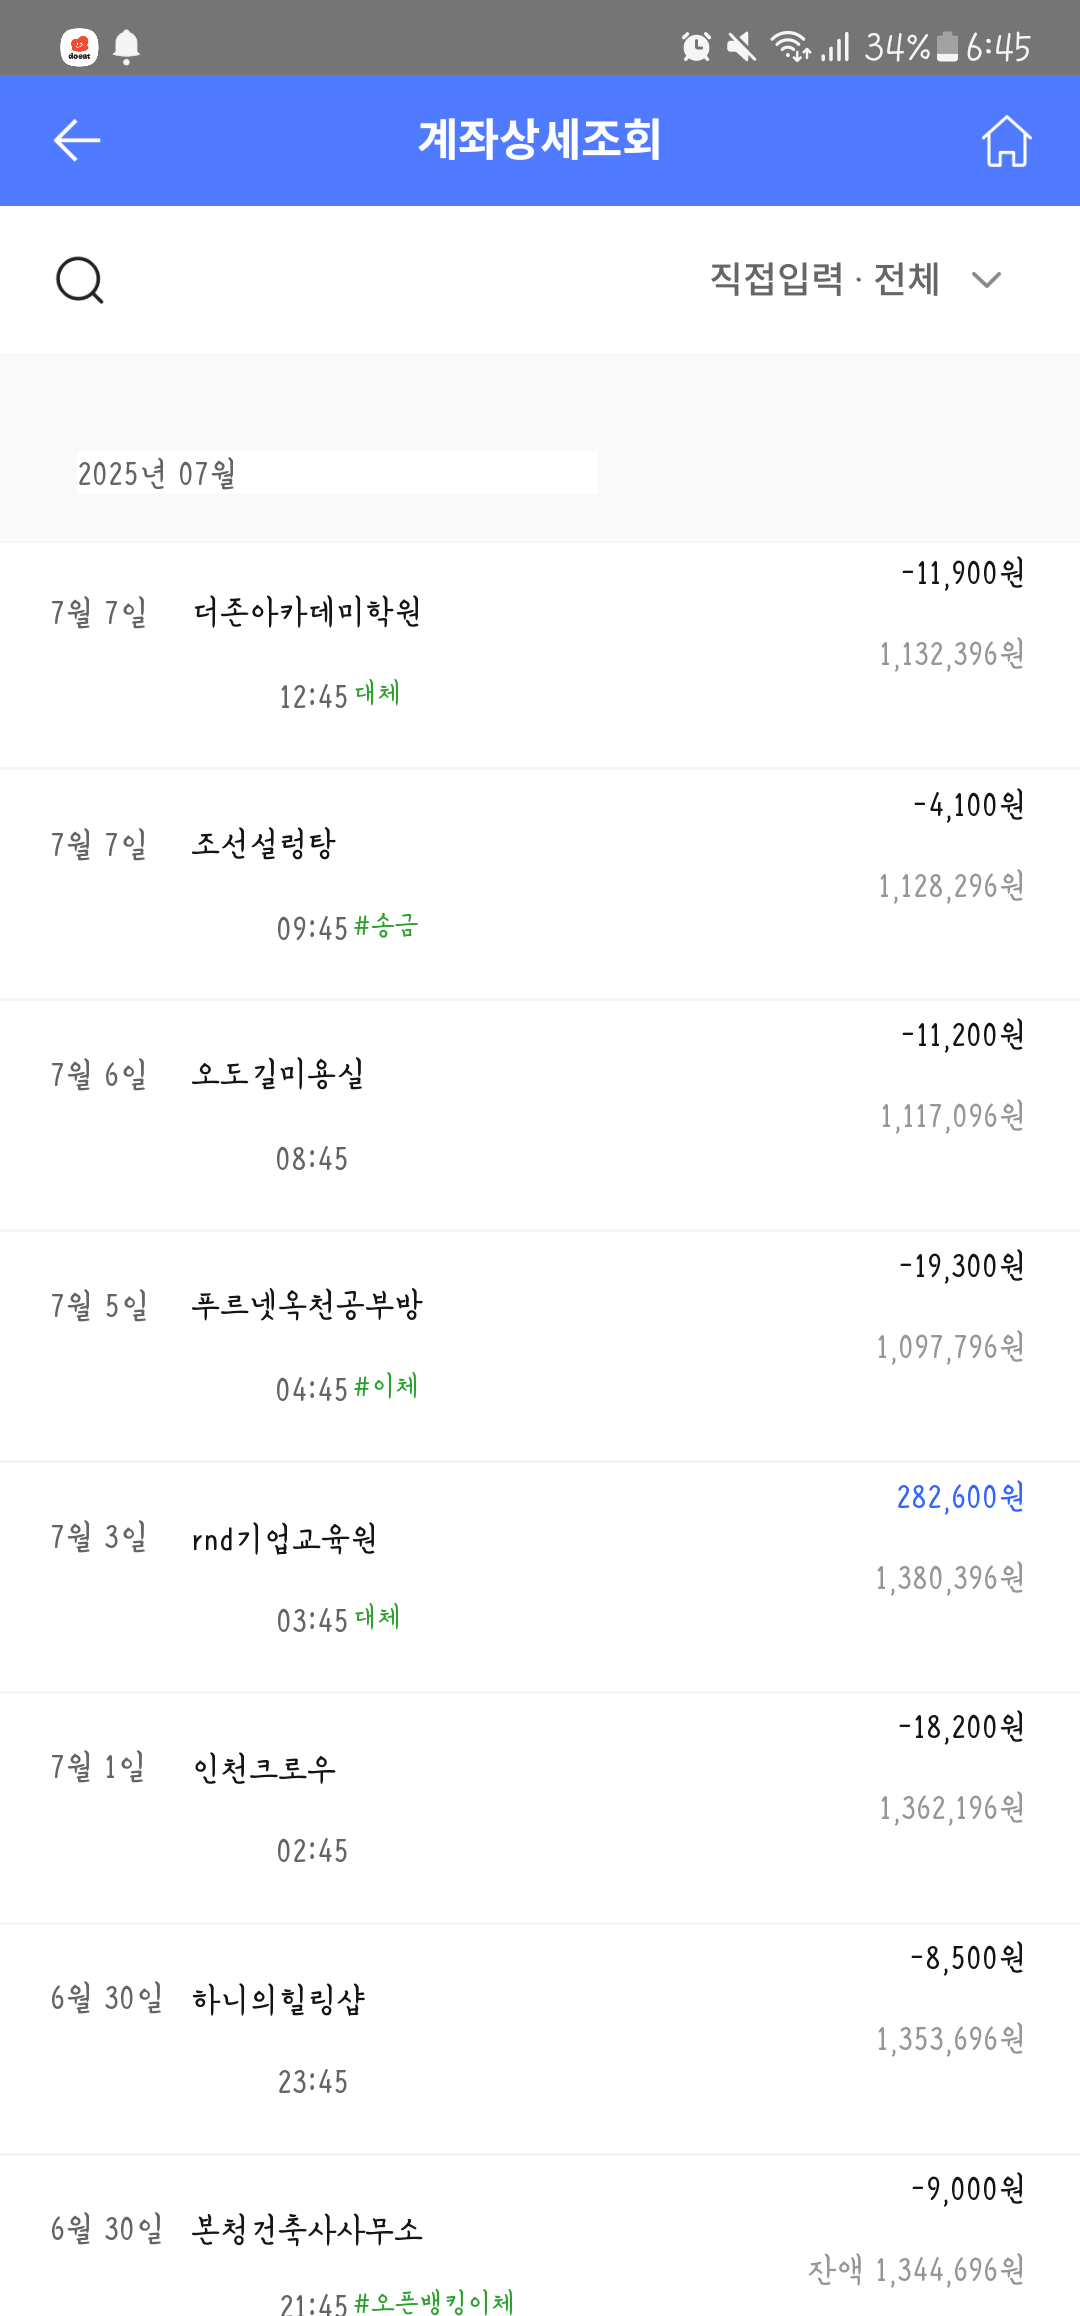 doeat 34% 6:45
계좌상세조회
직접입력 · 전체
2025년 07월
-11,900원
7월 7일 더존아카데미학원
1,132,396원
12:45 대체
-4,100원
7월 7일 조선설렁탕
1,128,296원
09:45 #송금
-11,200원
7월 6일 오도길미용실
1,117,096원
08:45
-19,300원
7월 5일 푸르넷옥천공부방
1,097,796원
04:45 #이체
282,600원
7월 3일 rnd기업교육원
1,380,396원
03:45 대체
-18,200원
7월 1일 인천크로우
1,362,196원
02:45
-8,500원
6월 30일 하니의힐링샵
1,353,696원
23:45
-9,000원
6월 30일 본청건축사사무소
잔액 1,344,696원
21:45 #오픈뱅킹이체